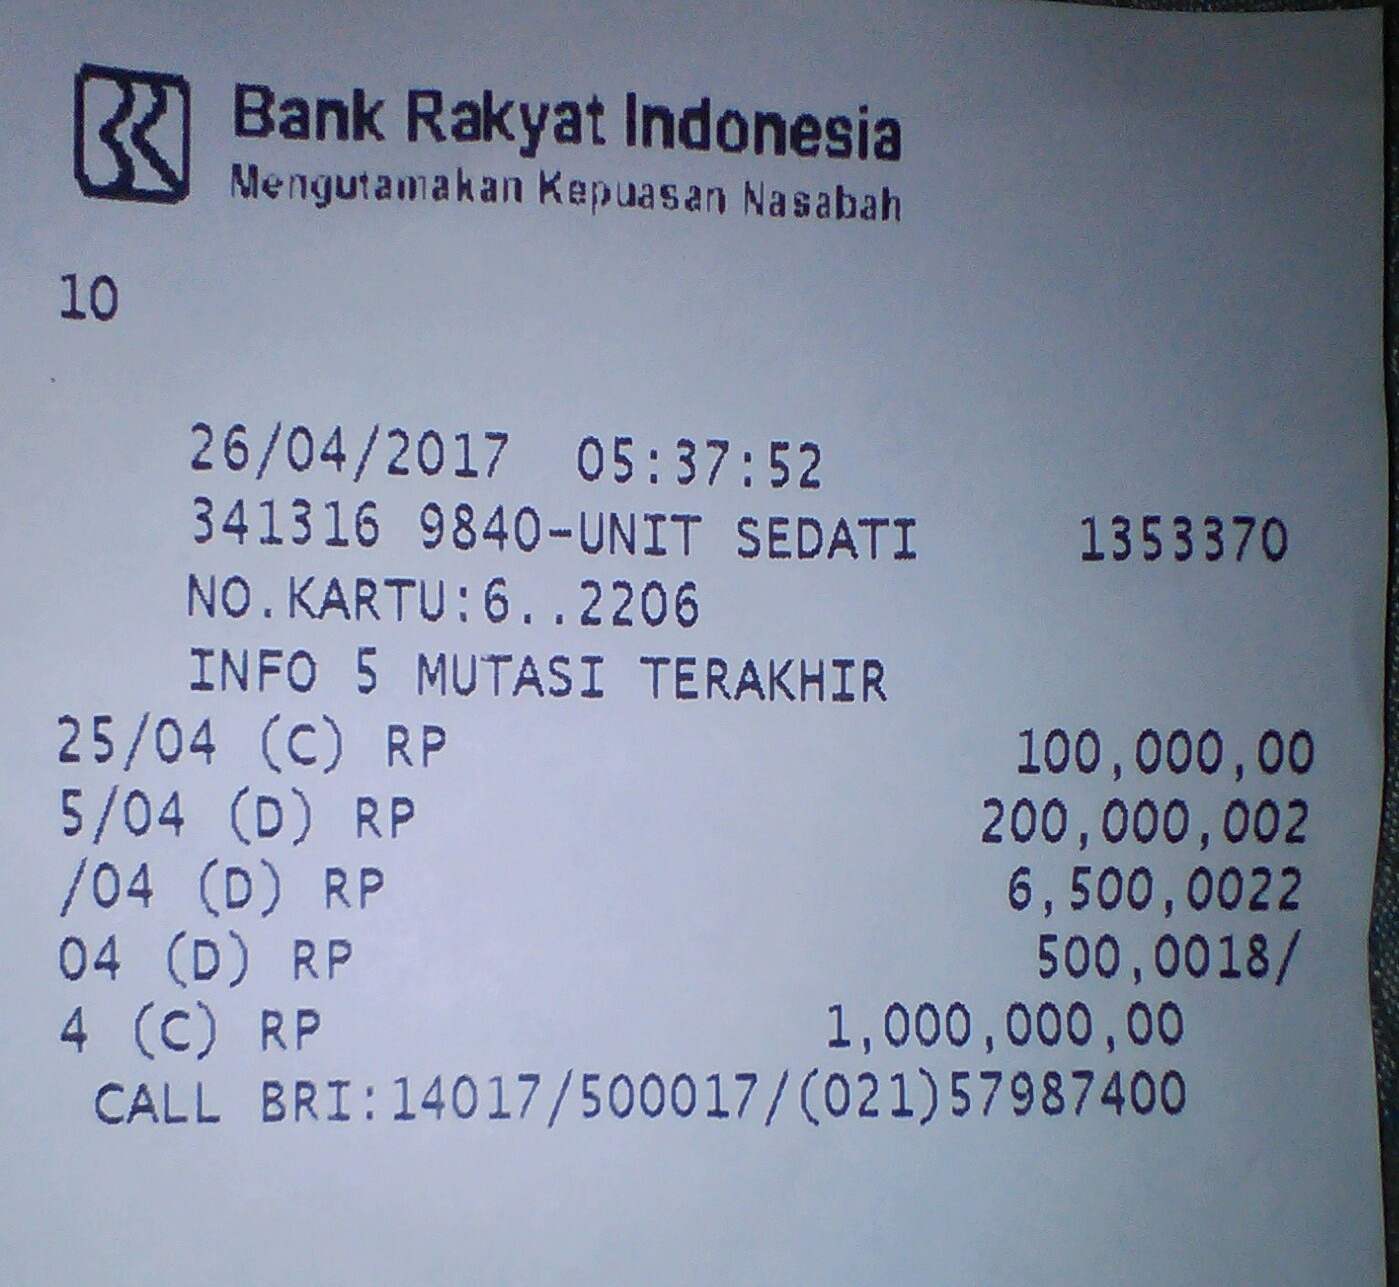 Bank Rakyat Indonesia
Mengutamakan Kepuasan Nasabah
10
26/04/2017 05:37:52
341316 9840-UNIT SEDATI 1353370
NO.KARTU:6..2206
INFO 5 MUTASI TERAKHIR
25/04 (C) RP 100,000,00
5/04 (D) RP 200,000,002
/04 (D) RP 6,500,0022
04 (D) RP 500,0018/
4 (C) RP 1,000,000,00
CALL BRI:14017/500017/(021)57987400